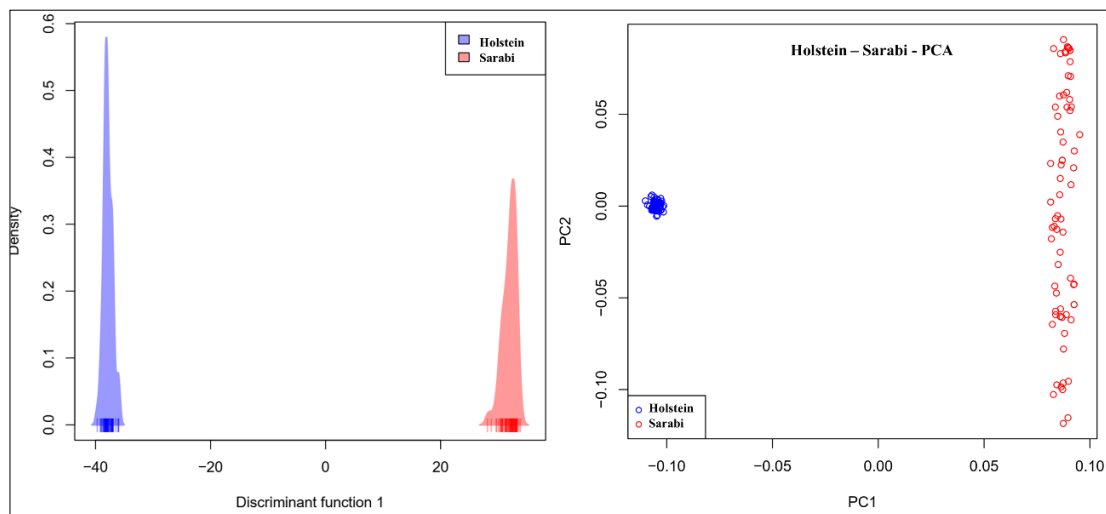 0.6
0.5
0.4
0.3
0.2
0.1
0.0
Density
Holstein
Sarabi
−40
−20
0
20
Discriminant function 1
Holstein – Sarabi - PCA
0.05
0.00
−0.05
−0.10
PC2
Holstein
Sarabi
−0.10
−0.05
0.00
0.05
0.10
PC1